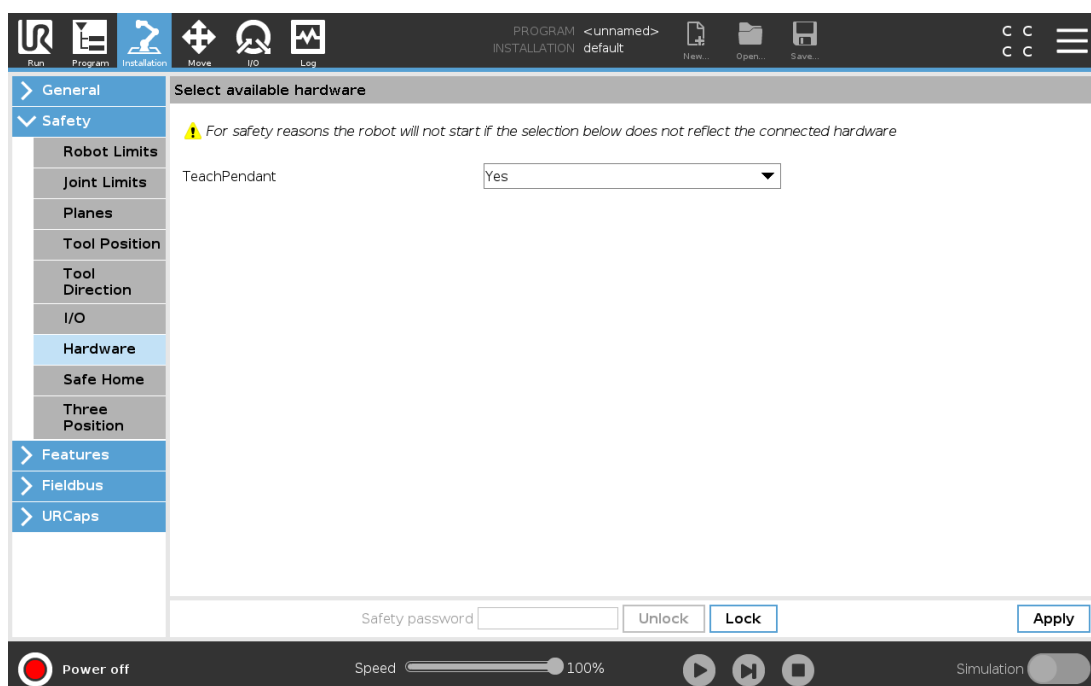 UR
PROGRAM <unnamed>
INSTALLATION default
C C
C C
Run Program Installation Move I/O Log New... Open... Save...
General
Select available hardware
Safety
For safety reasons the robot will not start if the selection below does not reflect the connected hardware
Robot Limits
Joint Limits
TeachPendant Yes
Planes
Tool Position
Tool
Direction
I/O
Hardware
Safe Home
Three
Position
Features
Fieldbus
URCaps
Safety password Unlock Lock Apply
Power off Speed 100% Simulation